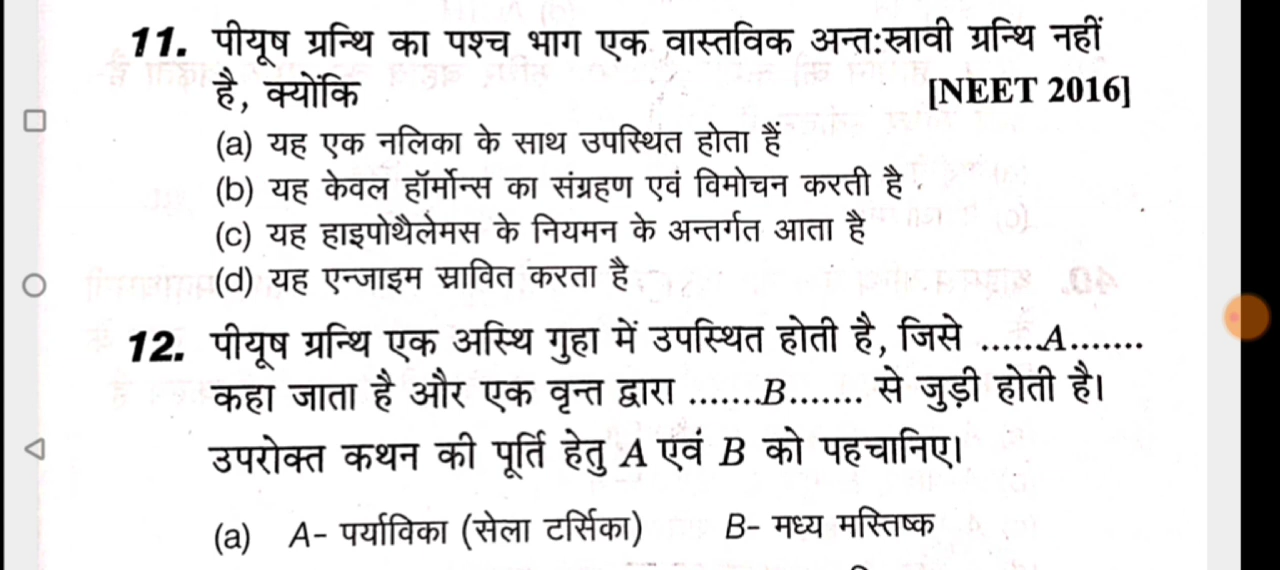 11. पीयूष ग्रन्थि का पश्च भाग एक वास्तविक अन्त:स्रावी ग्रन्थि नहीं
है, क्योंकि [NEET 2016]
(a) यह एक नलिका के साथ उपस्थित होता हैं
(b) यह केवल हॉर्मोन्स का संग्रहण एवं विमोचन करती है
(c) यह हाइपोथैलेमस के नियमन के अन्तर्गत आता है
(d) यह एन्जाइम स्रावित करता है
12. पीयूष ग्रन्थि एक अस्थि गुहा में उपस्थित होती है, जिसे ......A.......
कहा जाता है और एक वृन्त द्वारा .......B....... से जुड़ी होती है।
उपरोक्त कथन की पूर्ति हेतु A एवं B को पहचानिए।
(a) A- पर्याविका (सेला टर्सिका) B- मध्य मस्तिष्क